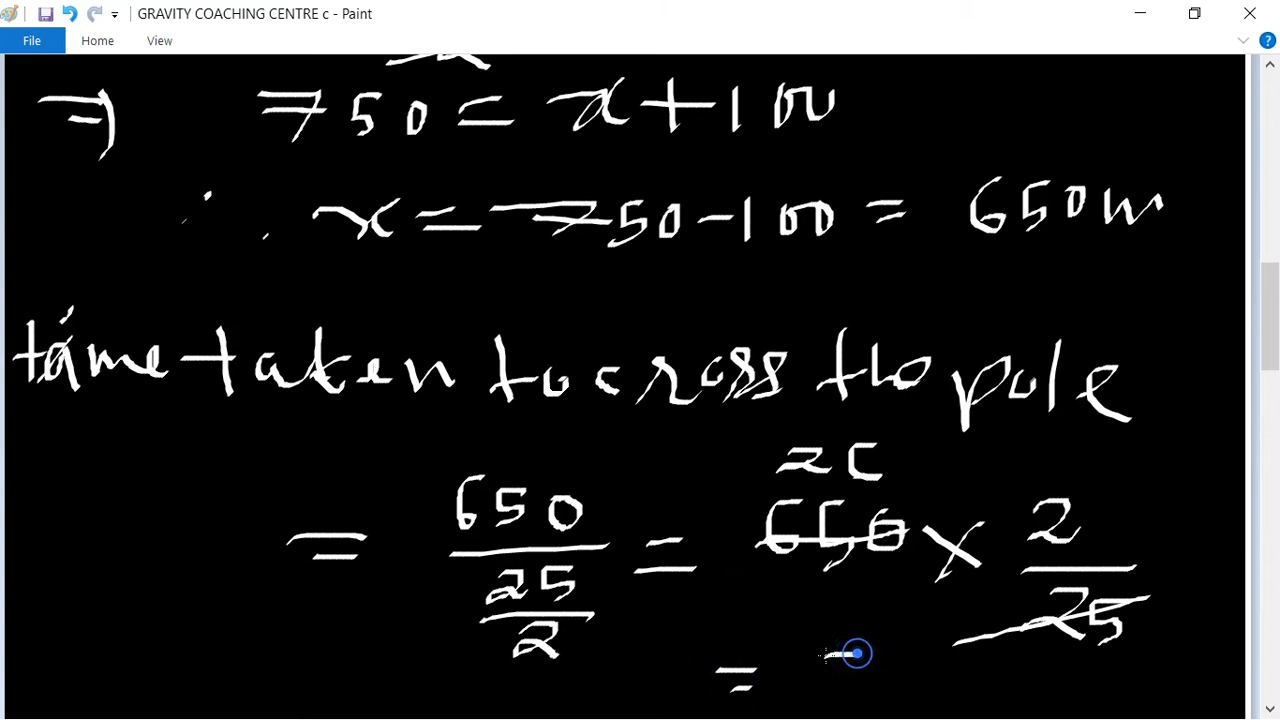 GRAVITY COACHING CENTRE c - Paint
File Home View
⇒ 750 = x + 100
∴ x = 750 - 100 = 650m
time taken to cross the pole
26
= 650/(25/2) = 650 × 2/25
=